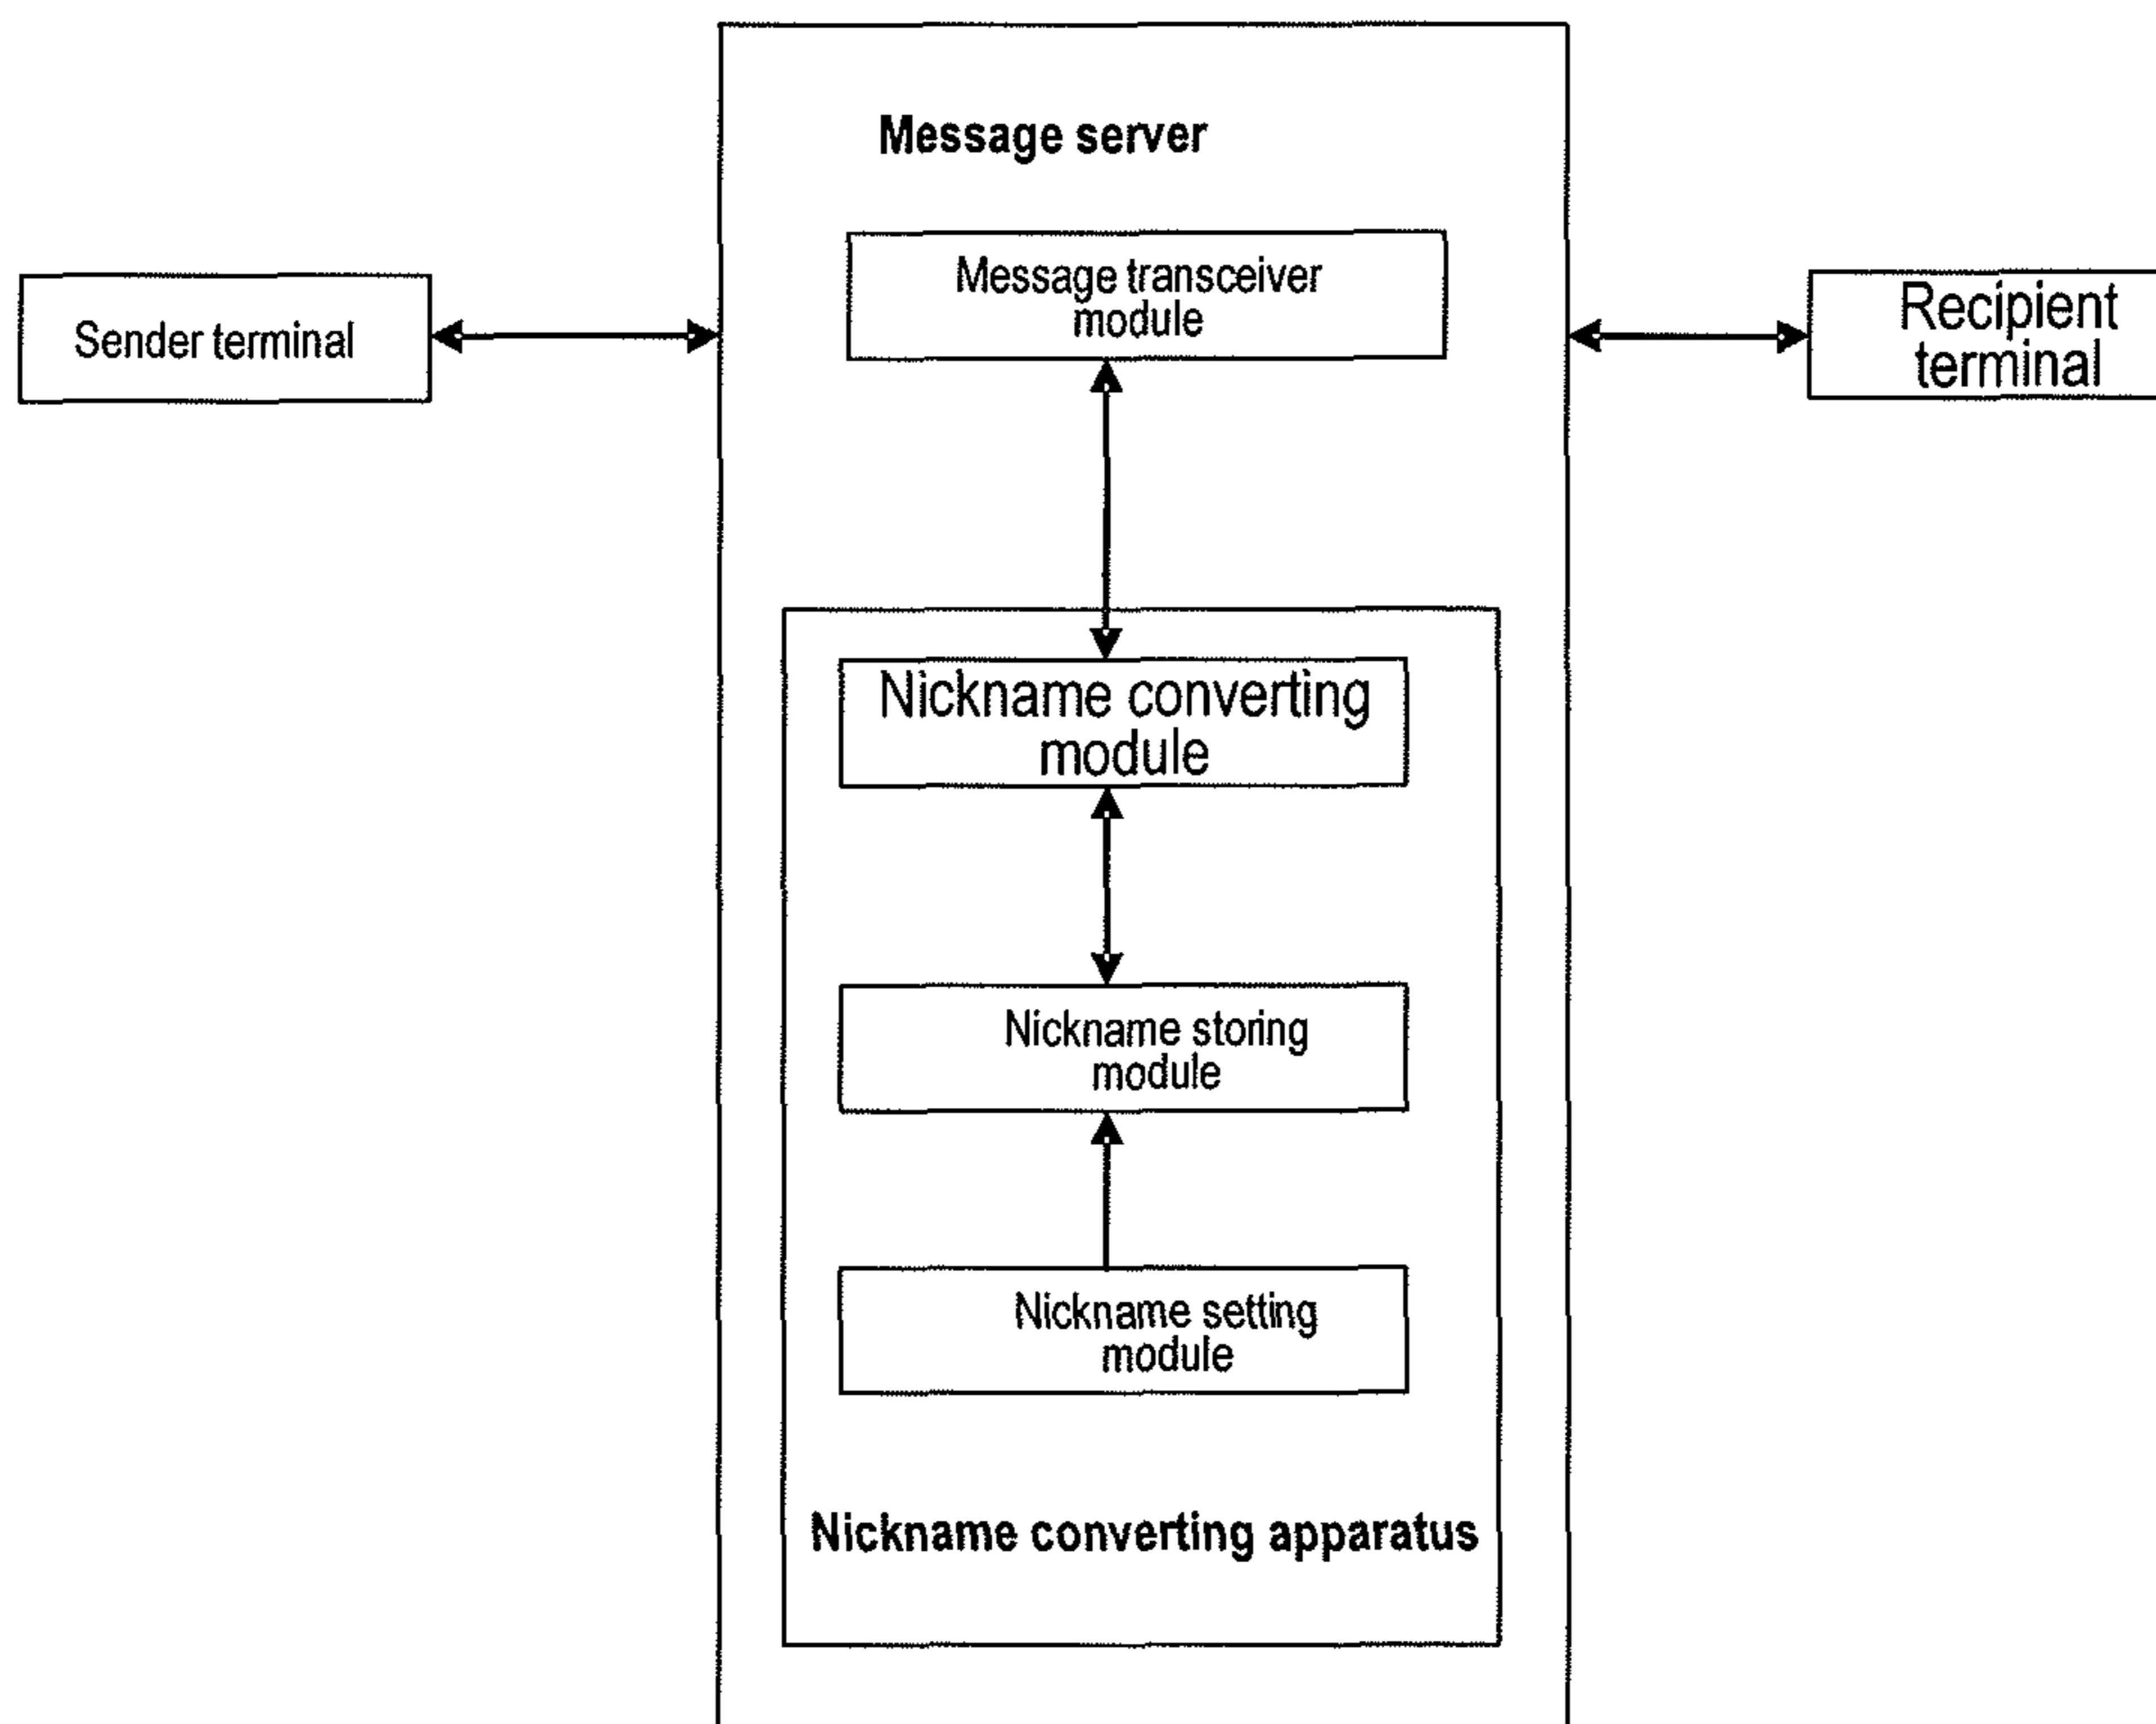 Message server
Message transceiver
module
Sender terminal
Recipient
terminal
Nickname converting
module
Nickname storing
module
Nickname setting
module
Nickname converting apparatus